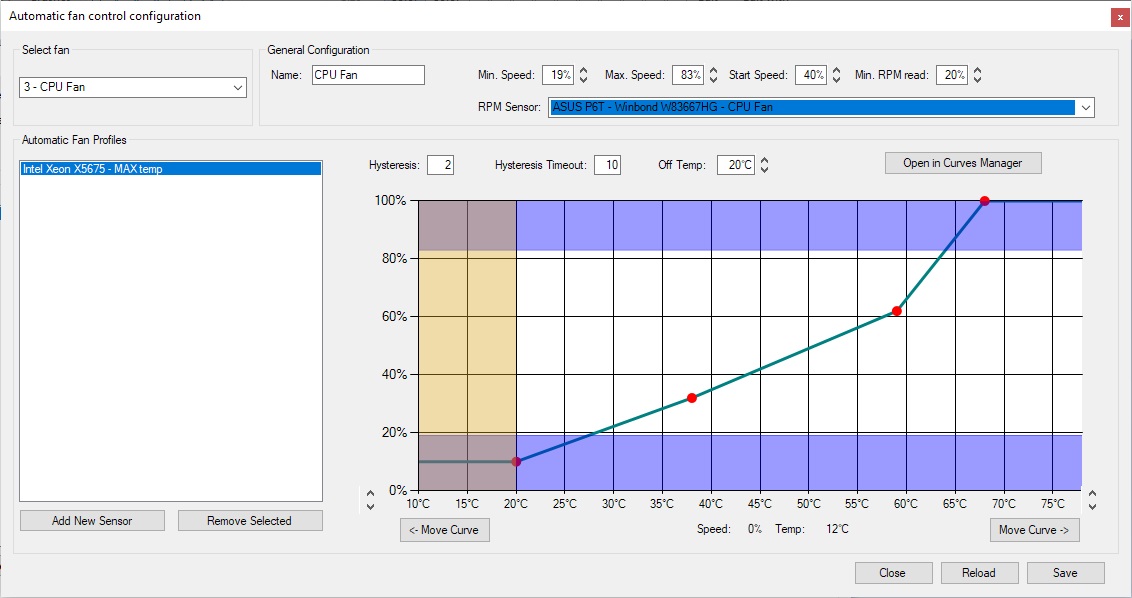 Automatic fan control configuration
x
Select fan
3 - CPU Fan
General Configuration
Name: CPU Fan Min. Speed: 19% Max. Speed: 83% Start Speed: 40% Min. RPM read: 20%
RPM Sensor: ASUS P6T - Winbond W83667HG - CPU Fan
Automatic Fan Profiles
Intel Xeon X5675 - MAX temp
Hysteresis: 2 Hysteresis Timeout: 10 Off Temp: 20°C Open in Curves Manager
100%
80%
60%
40%
20%
0%
10°C 15°C 20°C 25°C 30°C 35°C 40°C 45°C 50°C 55°C 60°C 65°C 70°C 75°C
Add New Sensor Remove Selected
<- Move Curve Speed: 0% Temp: 12°C Move Curve ->
Close Reload Save